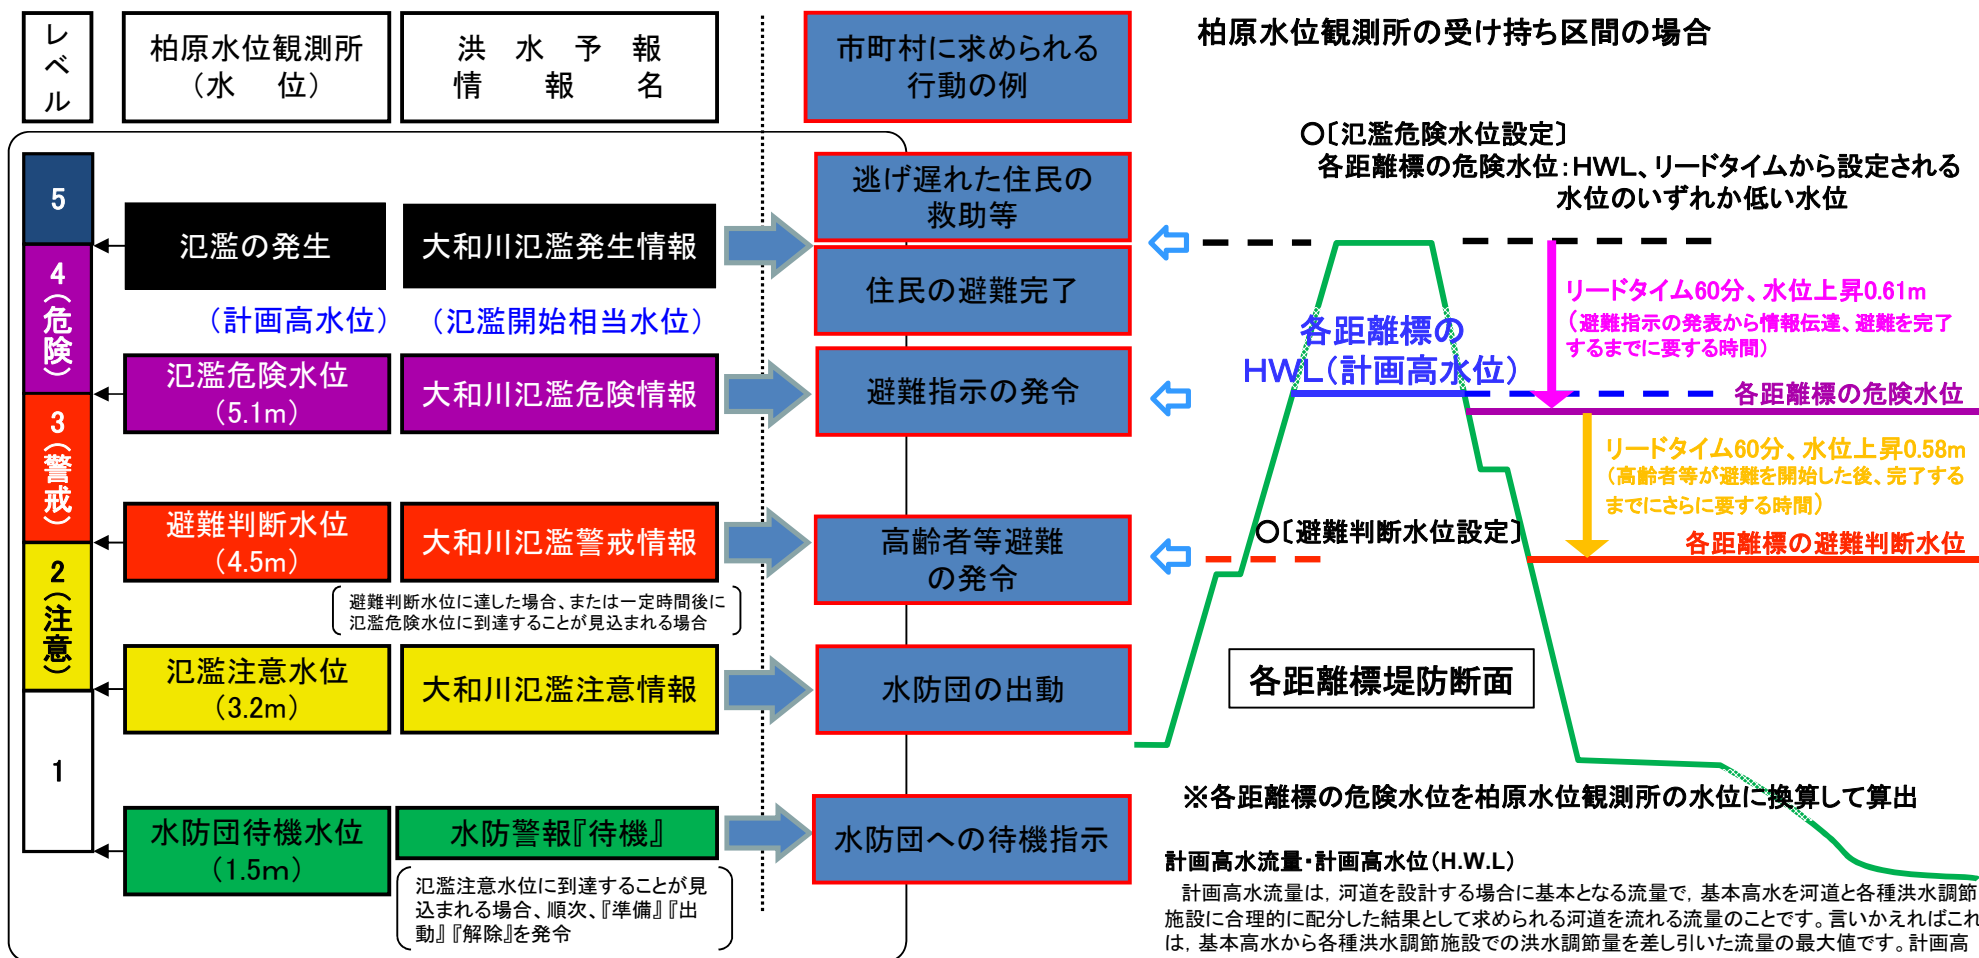 レベル
柏原水位観測所
（水　位）
洪水予報
情報名
市町村に求められる
行動の例
柏原水位観測所の受け持ち区間の場合
5
4（危険）
3（警戒）
2（注意）
1
氾濫の発生
大和川氾濫発生情報
逃げ遅れた住民の
救助等
住民の避難完了
（計画高水位）
（氾濫開始相当水位）
氾濫危険水位
（5.1m）
大和川氾濫危険情報
避難指示の発令
避難判断水位
（4.5m）
大和川氾濫警戒情報
高齢者等避難
の発令
避難判断水位に達した場合、または一定時間後に
氾濫危険水位に到達することが見込まれる場合
氾濫注意水位
（3.2m）
大和川氾濫注意情報
水防団の出動
水防団待機水位
（1.5m）
水防警報『待機』
水防団への待機指示
氾濫注意水位に到達することが見
込まれる場合、順次、『準備』『出
動』『解除』を発令
○〔氾濫危険水位設定〕
各距離標の危険水位：HWL、リードタイムから設定される
水位のいずれか低い水位
リードタイム60分、水位上昇0.61m
（避難指示の発表から情報伝達、避難を完了
するまでに要する時間）
各距離標の
HWL（計画高水位）
各距離標の危険水位
リードタイム60分、水位上昇0.58m
（高齢者等が避難を開始した後、完了する
までにさらに要する時間）
○〔避難判断水位設定〕
各距離標の避難判断水位
各距離標堤防断面
※各距離標の危険水位を柏原水位観測所の水位に換算して算出
計画高水流量・計画高水位（H.W.L）
計画高水流量は，河道を設計する場合に基本となる流量で，基本高水を河道と各種洪水調節
施設に合理的に配分した結果として求められる河道を流れる流量のことです。言いかえればこれ
は，基本高水から各種洪水調節施設での洪水調節量を差し引いた流量の最大値です。計画高